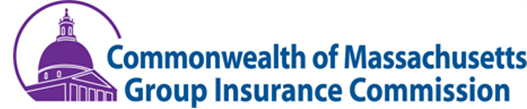 Commonwealth of Massachusetts
Group Insurance Commission